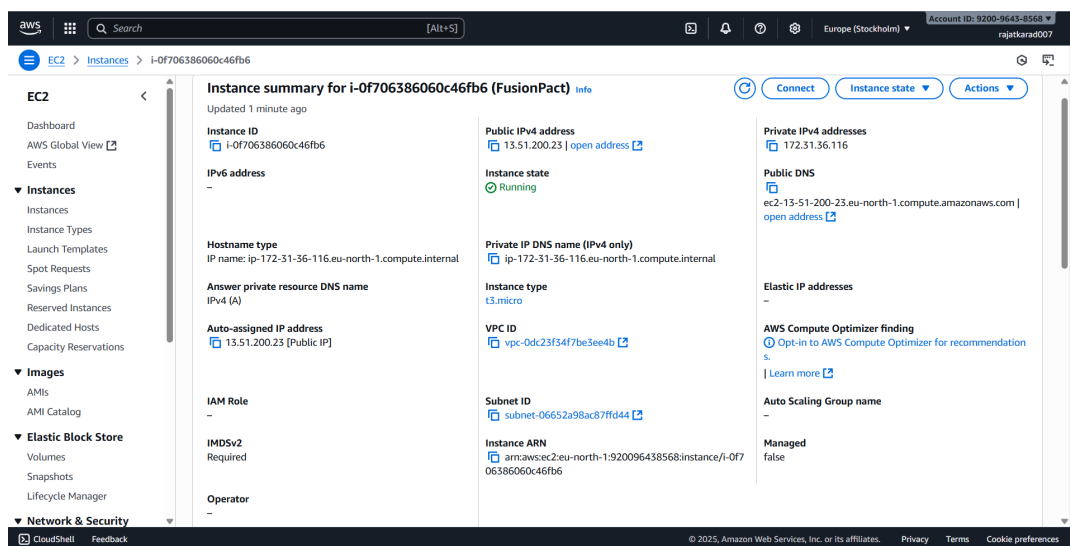 aws
Search
[Alt+S]
Europe (Stockholm) ▼
Account ID: 9200-9643-8568 ▼
rajatkarad007
EC2 > Instances > i-0f706386060c46fb6
EC2
Dashboard
AWS Global View
Events
▼ Instances
Instances
Instance Types
Launch Templates
Spot Requests
Savings Plans
Reserved Instances
Dedicated Hosts
Capacity Reservations
▼ Images
AMIs
AMI Catalog
▼ Elastic Block Store
Volumes
Snapshots
Lifecycle Manager
▼ Network & Security
Instance summary for i-0f706386060c46fb6 (FusionPact) Info
Updated 1 minute ago
Connect
Instance state ▼
Actions ▼
Instance ID
i-0f706386060c46fb6
Public IPv4 address
13.51.200.23 | open address
Private IPv4 addresses
172.31.36.116
IPv6 address
–
Instance state
Running
Public DNS
ec2-13-51-200-23.eu-north-1.compute.amazonaws.com |
open address
Hostname type
IP name: ip-172-31-36-116.eu-north-1.compute.internal
Private IP DNS name (IPv4 only)
ip-172-31-36-116.eu-north-1.compute.internal
Answer private resource DNS name
IPv4 (A)
Instance type
t3.micro
Elastic IP addresses
–
Auto-assigned IP address
13.51.200.23 [Public IP]
VPC ID
vpc-0dc23f34f7be3ee4b
AWS Compute Optimizer finding
Opt-in to AWS Compute Optimizer for recommendation
s.
| Learn more
IAM Role
–
Subnet ID
subnet-06652a98ac87ffd44
Auto Scaling Group name
–
IMDSv2
Required
Instance ARN
arn:aws:ec2:eu-north-1:920096438568:instance/i-0f7
06386060c46fb6
Managed
false
Operator
–
CloudShell
Feedback
© 2025, Amazon Web Services, Inc. or its affiliates.
Privacy
Terms
Cookie preferences